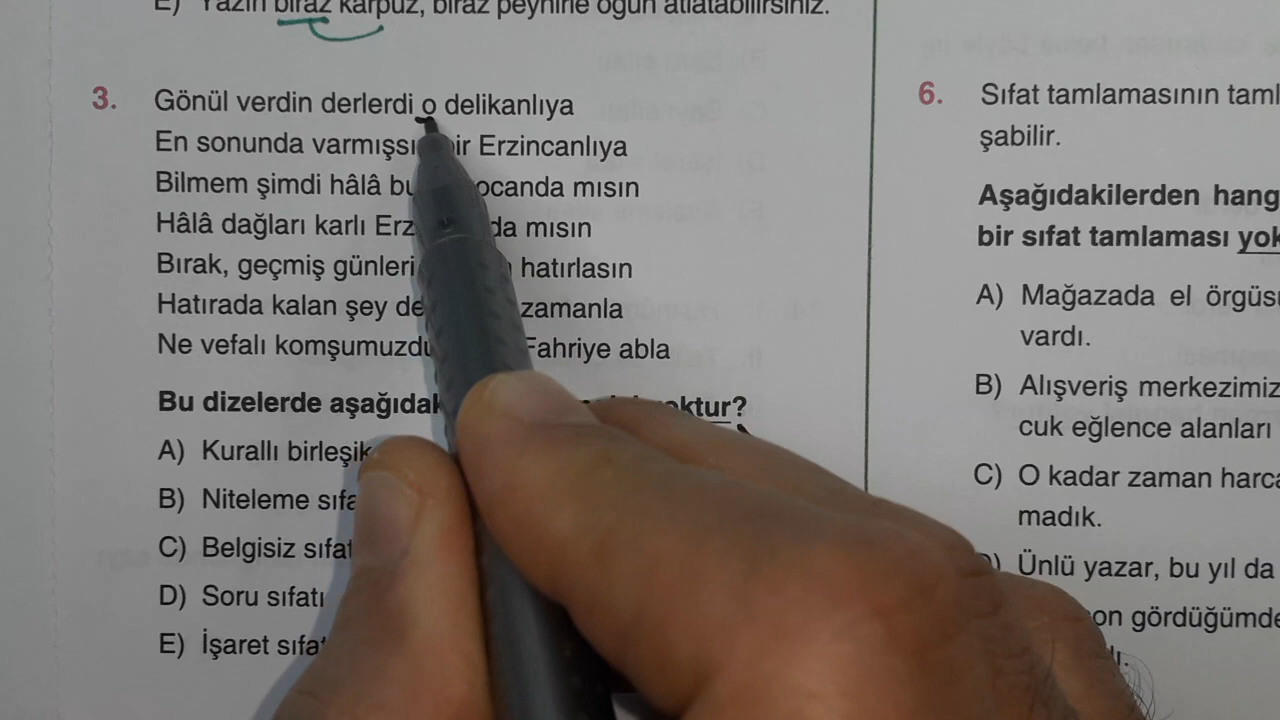 E) Yazın biraz karpuz, biraz peynirle öğün atlatabilirsiniz.
3. Gönül verdin derlerdi o delikanlıya
En sonunda varmışsı bir Erzincanlıya
Bilmem şimdi hâlâ bu ocanda mısın
Hâlâ dağları karlı Erz da mısın
Bırak, geçmiş günleri hatırlasın
Hatırada kalan şey de zamanla
Ne vefalı komşumuzdu Fahriye abla
Bu dizelerde aşağıdak yoktur?
A) Kurallı birleşik
B) Niteleme sıfa
C) Belgisiz sıfat
D) Soru sıfatı
E) İşaret sıfat
6. Sıfat tamlamasının taml
şabilir.
Aşağıdakilerden hang
bir sıfat tamlaması yok
A) Mağazada el örgüsü
vardı.
B) Alışveriş merkezimiz
cuk eğlence alanları
C) O kadar zaman harca
madık.
D) Ünlü yazar, bu yıl da
on gördüğümde